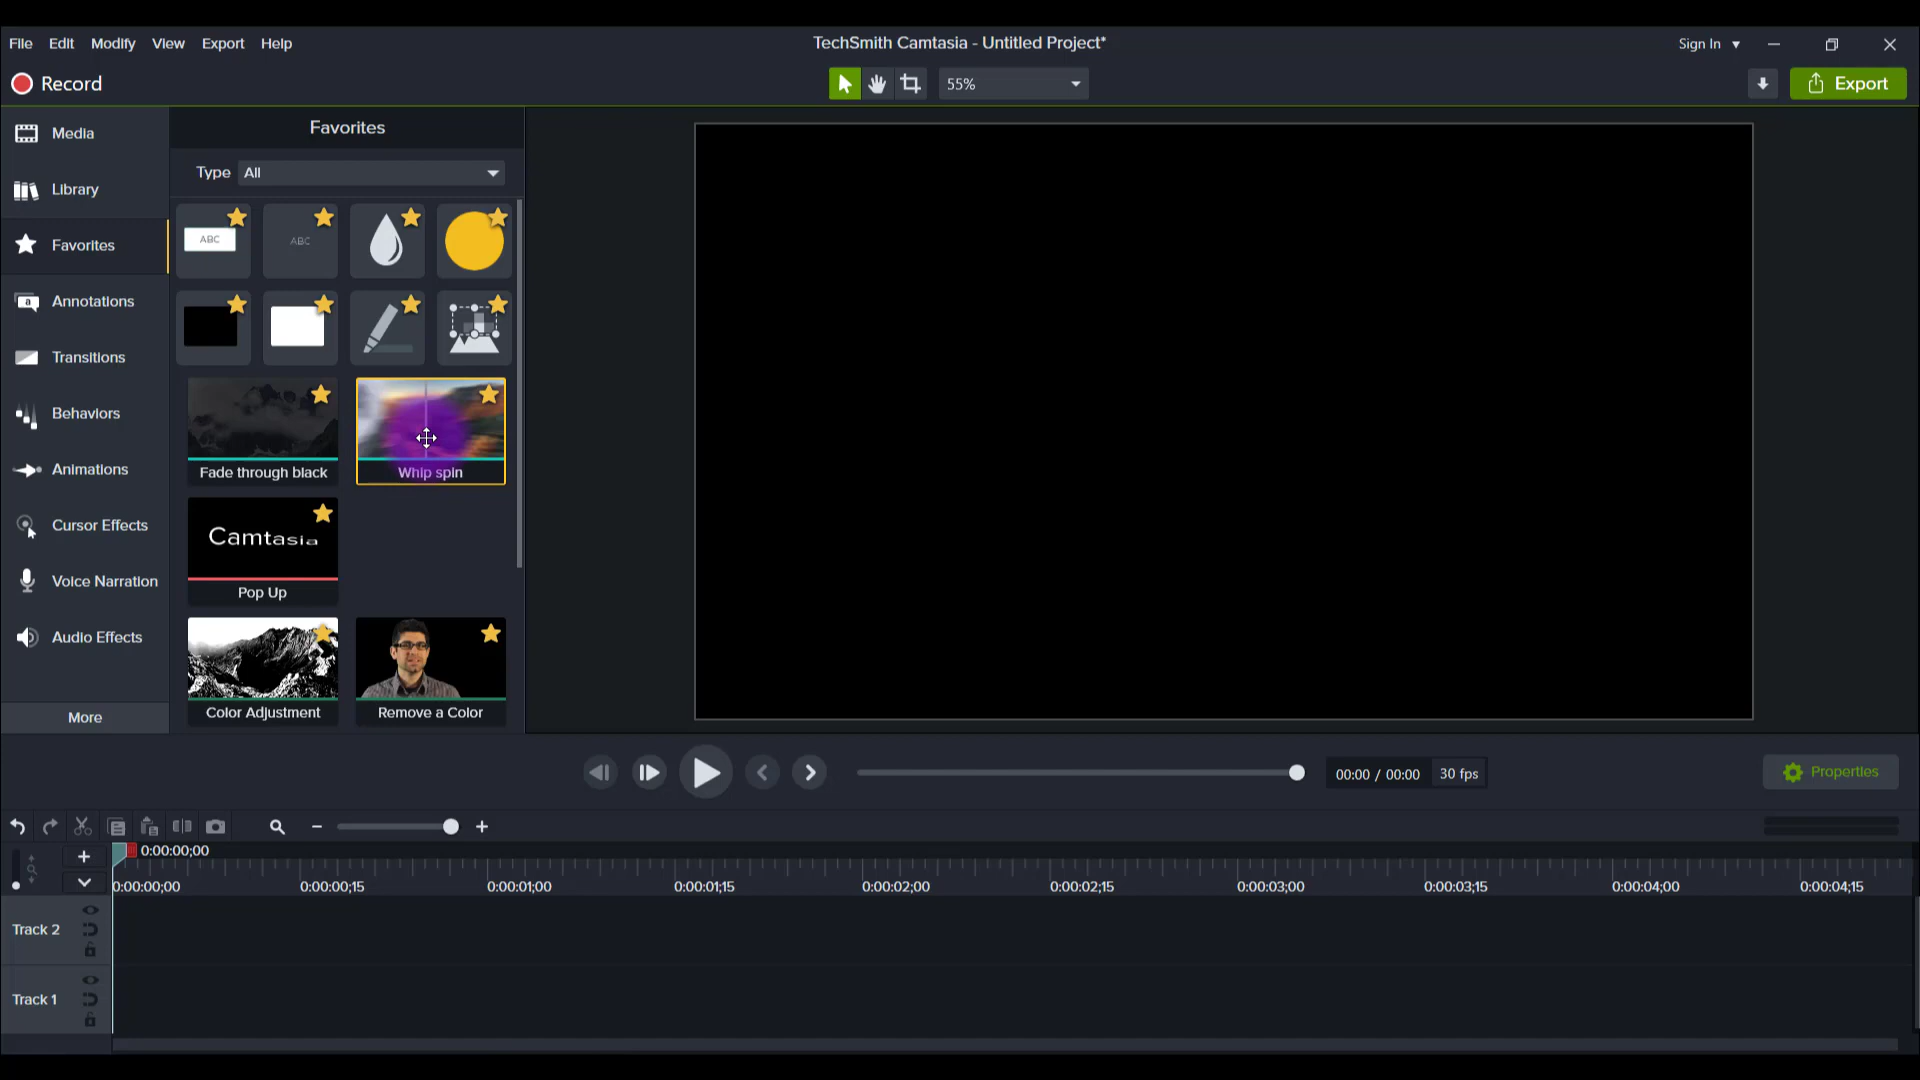 File Edit Modify View Export Help
TechSmith Camtasia - Untitled Project*
Sign In
Record
55%
Export
Media
Library
Favorites
Annotations
Transitions
Behaviors
Animations
Cursor Effects
Voice Narration
Audio Effects
More
Favorites
Type All
ABC
ABC
Fade through black
Whip spin
Camtasia
Pop Up
Color Adjustment
Remove a Color
00:00 / 00:00
30 fps
Properties
0:00:00;00
0:00:00;00 0:00:00;15 0:00:01;00 0:00:01;15 0:00:02;00 0:00:02;15 0:00:03;00 0:00:03;15 0:00:04;00 0:00:04;15
Track 2
Track 1